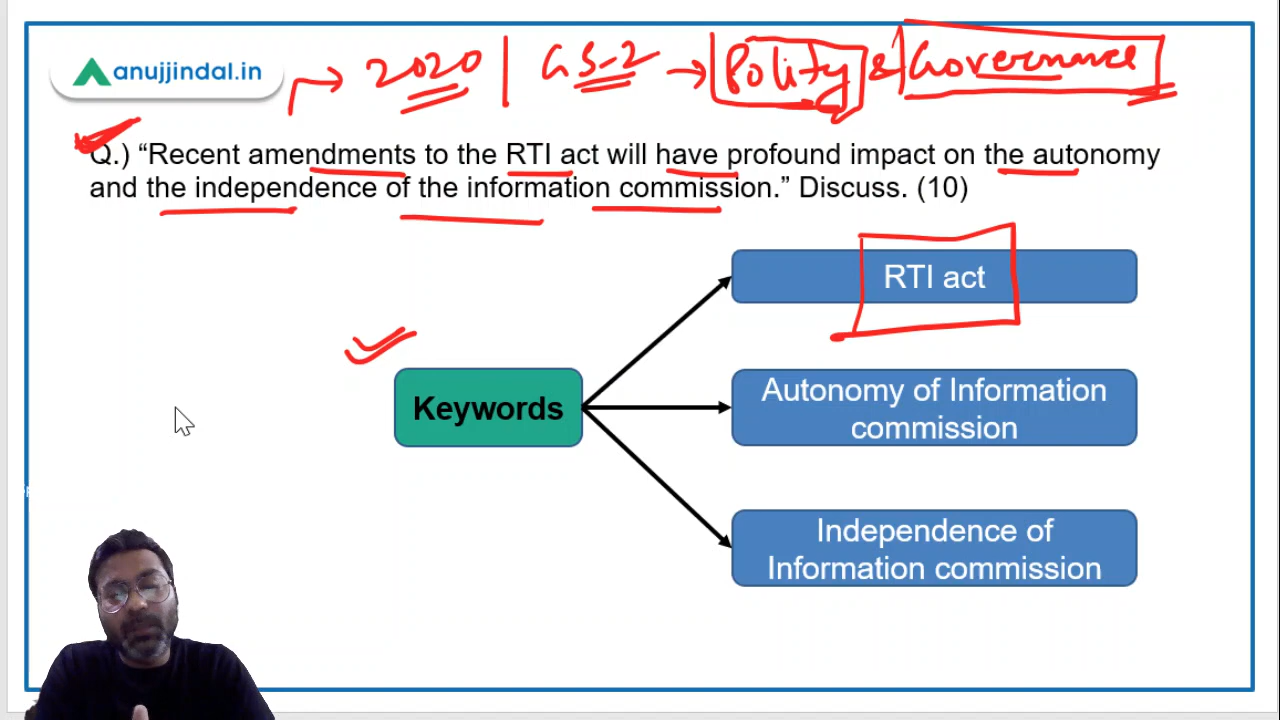 anujjindal.in
2020 | GS-2 → Polity & Governance
Q.) “Recent amendments to the RTI act will have profound impact on the autonomy
and the independence of the information commission.” Discuss. (10)
RTI act
Keywords
Autonomy of Information
commission
Independence of
Information commission